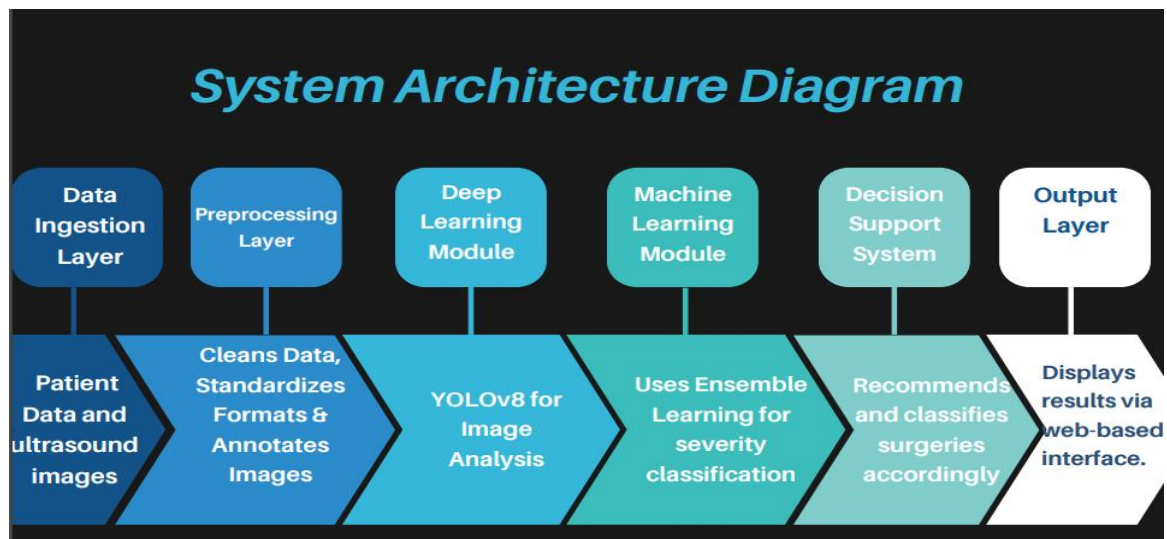 System Architecture Diagram
Data
Ingestion
Layer
Preprocessing
Layer
Deep
Learning
Module
Machine
Learning
Module
Decision
Support
System
Output
Layer
Patient
Data and
ultrasound
images
Cleans Data,
Standardizes
Formats &
Annotates
Images
YOLOv8 for
Image
Analysis
Uses Ensemble
Learning for
severity
classification
Recommends
and classifies
surgeries
accordingly
Displays
results via
web-based
interface.